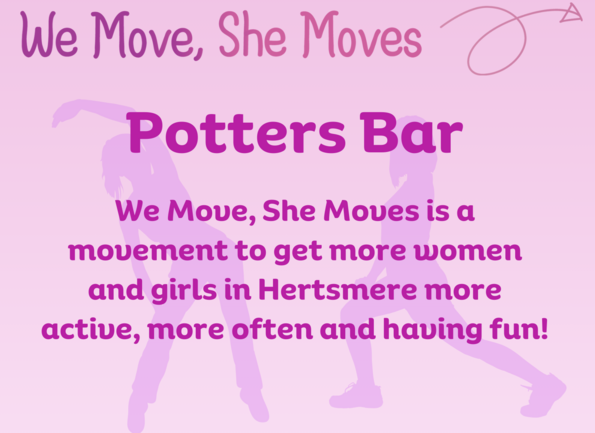 We Move, She Moves
Potters Bar
We Move, She Moves is a
movement to get more women
and girls in Hertsmere more
active, more often and having fun!